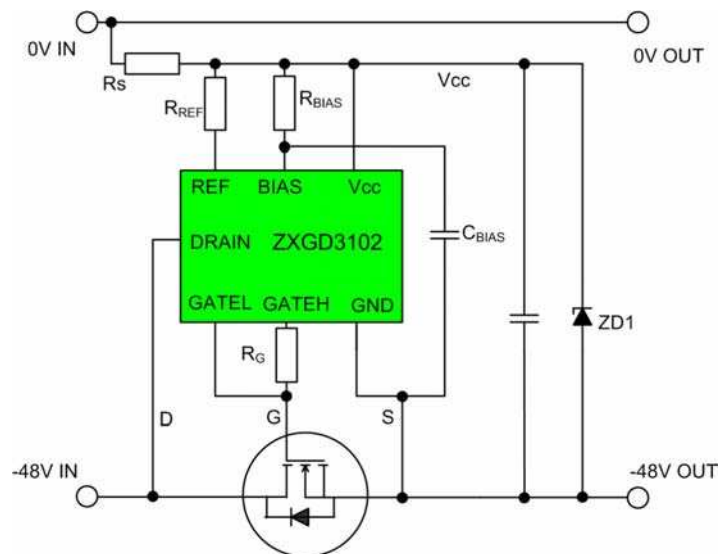 0V IN
0V OUT
Rs
Vcc
RREF
RBIAS
REF BIAS Vcc
DRAIN ZXGD3102
CBIAS
GATEL GATEH GND
ZD1
RG
D G S
-48V IN
-48V OUT